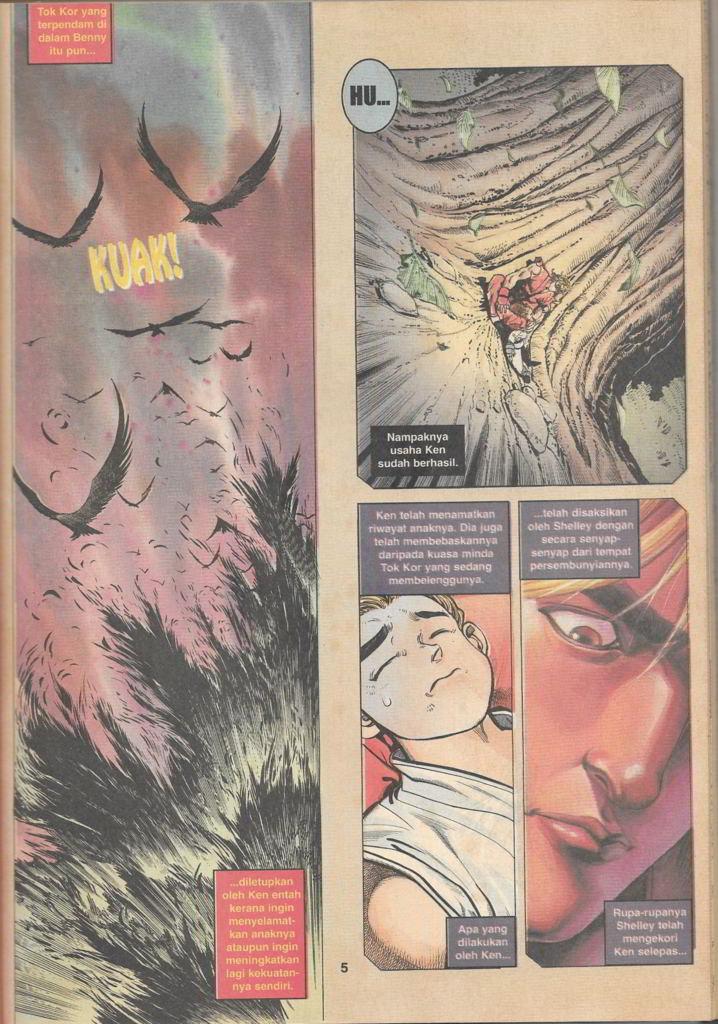 Tok Kor yang
terpendam di
dalam Benny
itu pun...
KUAK!
...diletupkan
oleh Ken entah
kerana ingin
menyelamat-
kan anaknya
ataupun ingin
meningkatkan
lagi kekuatan-
nya sendiri.
HU...
Nampaknya
usaha Ken
sudah berhasil.
Ken telah menamatkan
riwayat anaknya. Dia juga
telah membebaskannya
daripada kuasa minda
Tok Kor yang sedang
membelenggunya.
Apa yang
dilakukan
oleh Ken...
...telah disaksikan
oleh Shelley dengan
secara senyap-
senyap dari tempat
persembunyiannya.
Rupa-rupanya
Shelley telah
mengekori
Ken selepas...
5